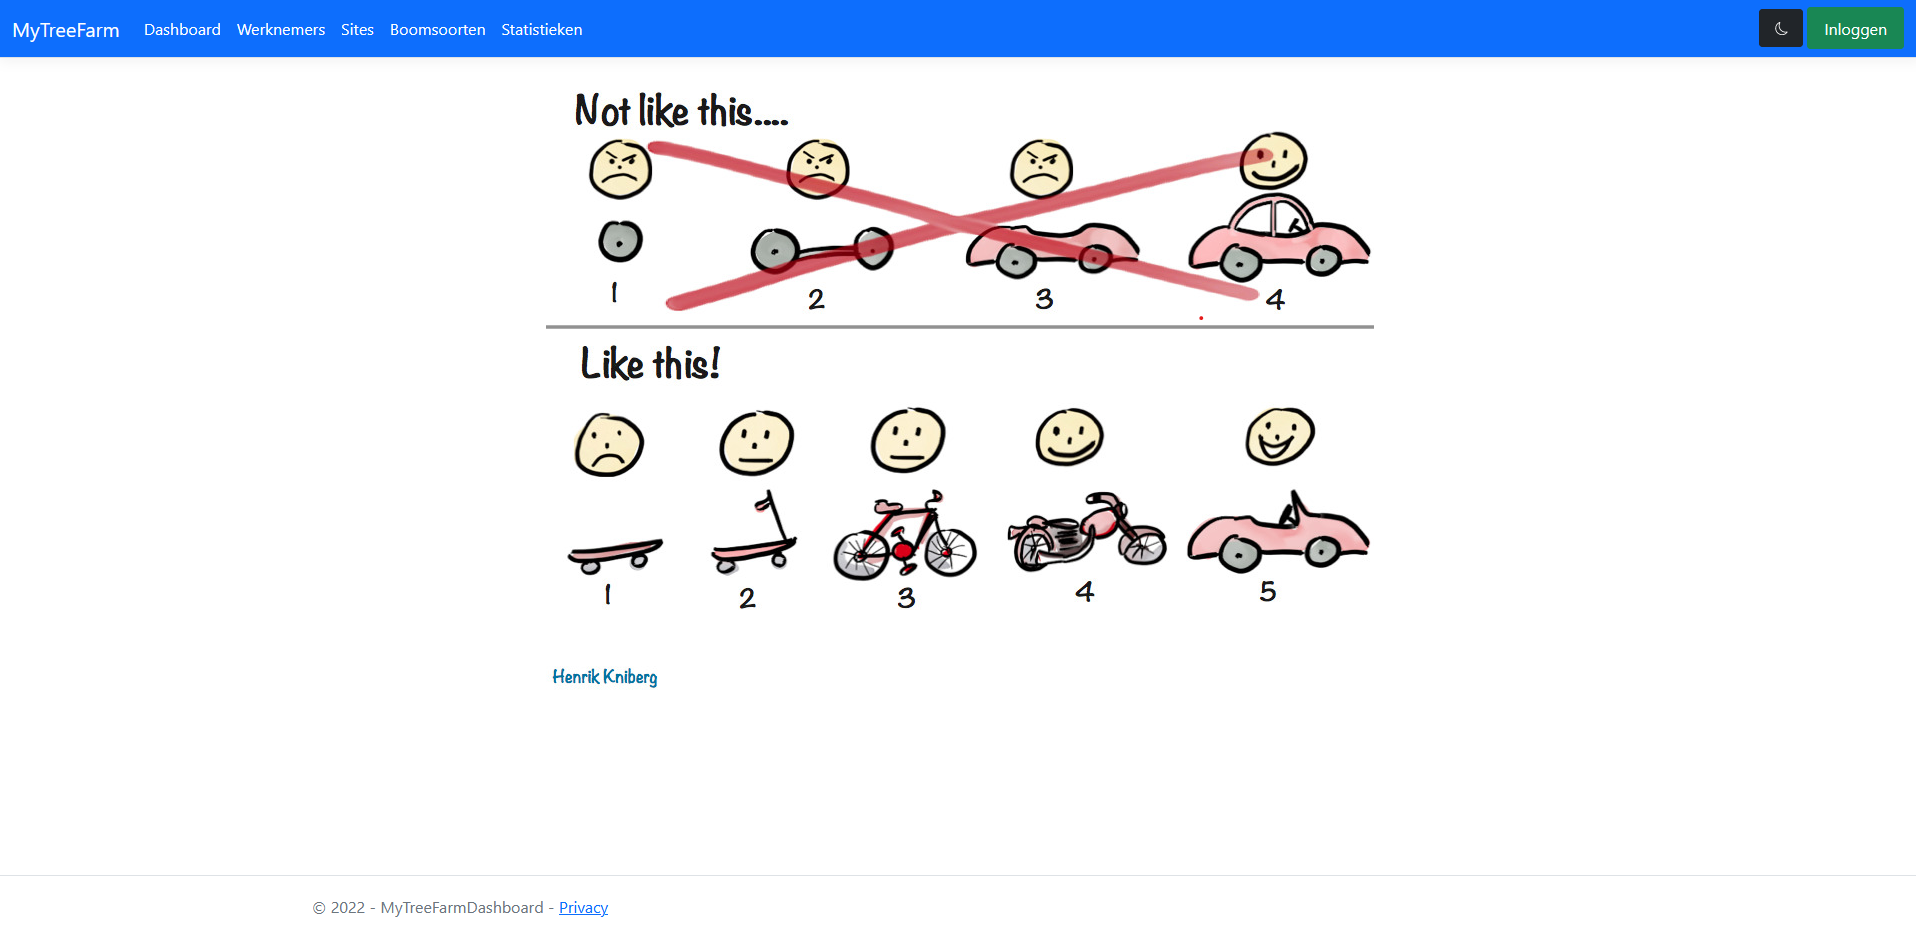 MyTreeFarm Dashboard Werknemers Sites Boomsoorten Statistieken Inloggen
Not like this....
1 2 3 4
Like this!
1 2 3 4 5
Henrik Kniberg
© 2022 - MyTreeFarmDashboard - Privacy